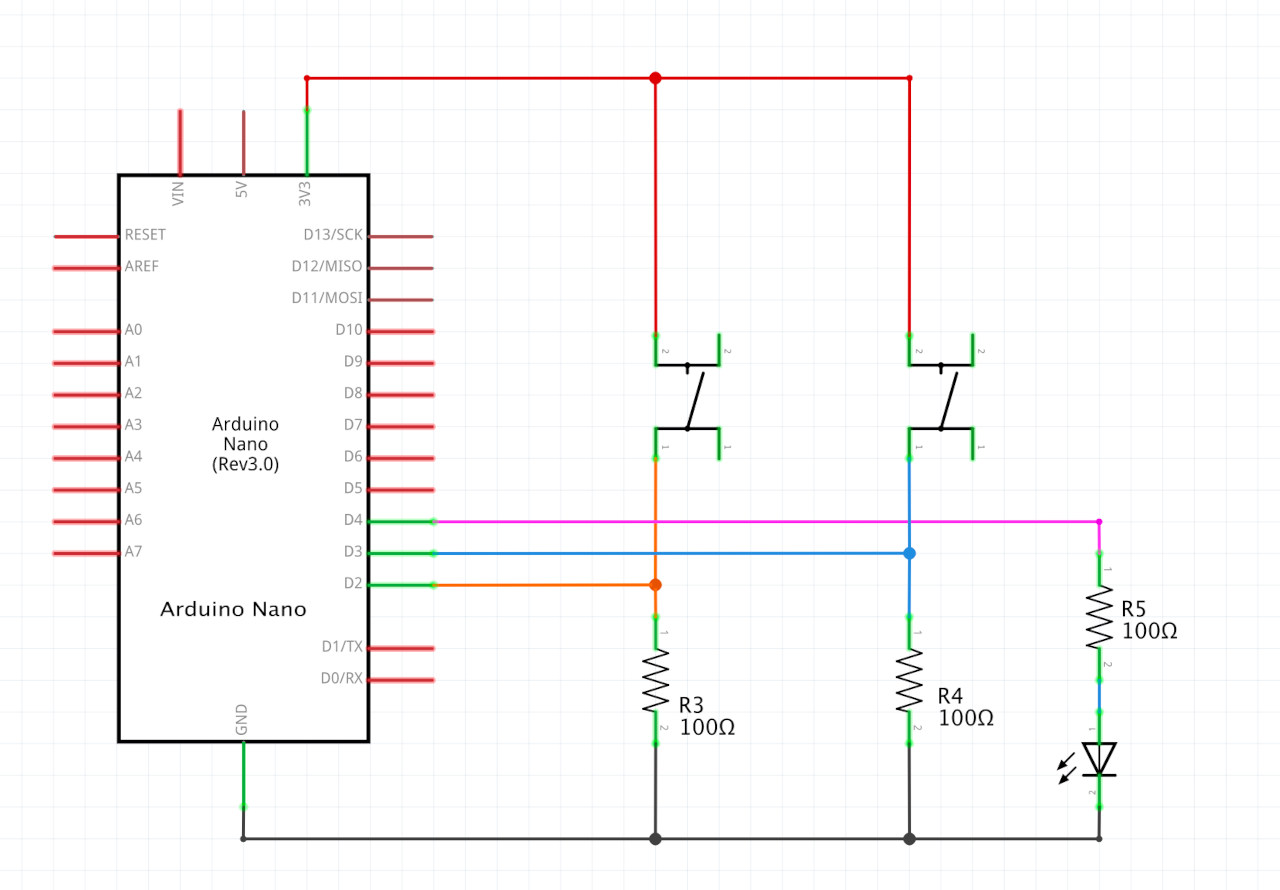 VIN
5V
3V3
RESET
D13/SCK
AREF
D12/MISO
D11/MOSI
A0
D10
A1
D9
A2
D8
A3
D7
A4
D6
A5
D5
A6
D4
A7
D3
D2
D1/TX
D0/RX
GND
Arduino
Nano
(Rev3.0)
Arduino Nano
2
2
1
1
2
2
1
1
1
2
R3
100Ω
1
2
R4
100Ω
1
2
R5
100Ω
1
2